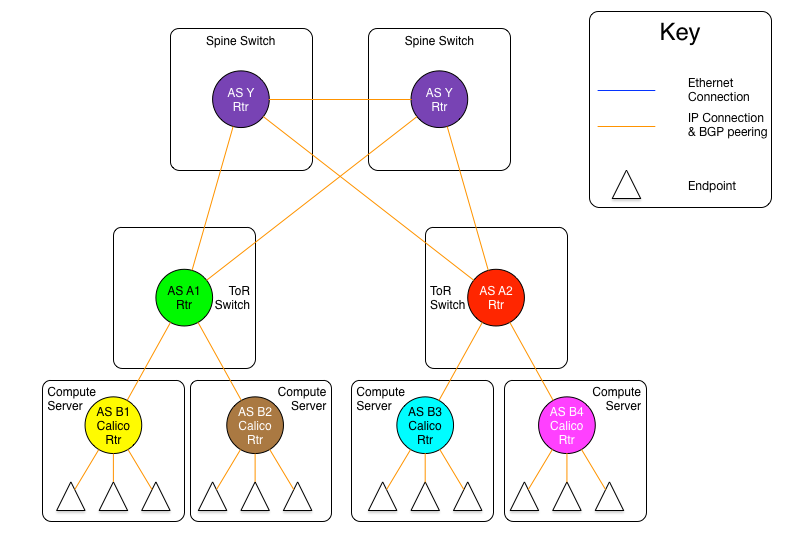 Spine Switch
Spine Switch
Key
AS Y
Rtr
AS Y
Rtr
Ethernet
Connection
IP Connection
& BGP peering
Endpoint
AS A1
Rtr
ToR
Switch
ToR
Switch
AS A2
Rtr
Compute
Server
AS B1
Calico
Rtr
Compute
Server
AS B2
Calico
Rtr
Compute
Server
AS B3
Calico
Rtr
Compute
Server
AS B4
Calico
Rtr